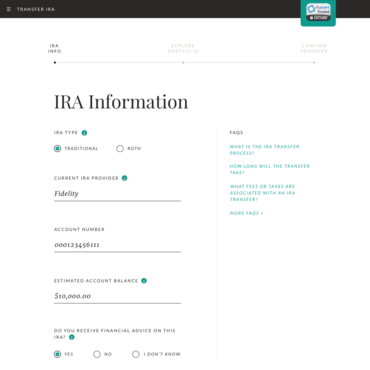 TRANSFER IRA
SECURE
IRA INFO
EXPLORE PORTFOLIO
CONFIRM TRANSFER
IRA Information
IRA TYPE
TRADITIONAL
ROTH
CURRENT IRA PROVIDER
Fidelity
ACCOUNT NUMBER
000123456111
ESTIMATED ACCOUNT BALANCE
$10,000.00
DO YOU RECEIVE FINANCIAL ADVICE ON THIS
IRA?
YES
NO
I DON'T KNOW
FAQS
WHAT IS THE IRA TRANSFER
PROCESS?
HOW LONG WILL THE TRANSFER
TAKE?
WHAT FEES OR TAXES ARE
ASSOCIATED WITH AN IRA
TRANSFER?
MORE FAQS >